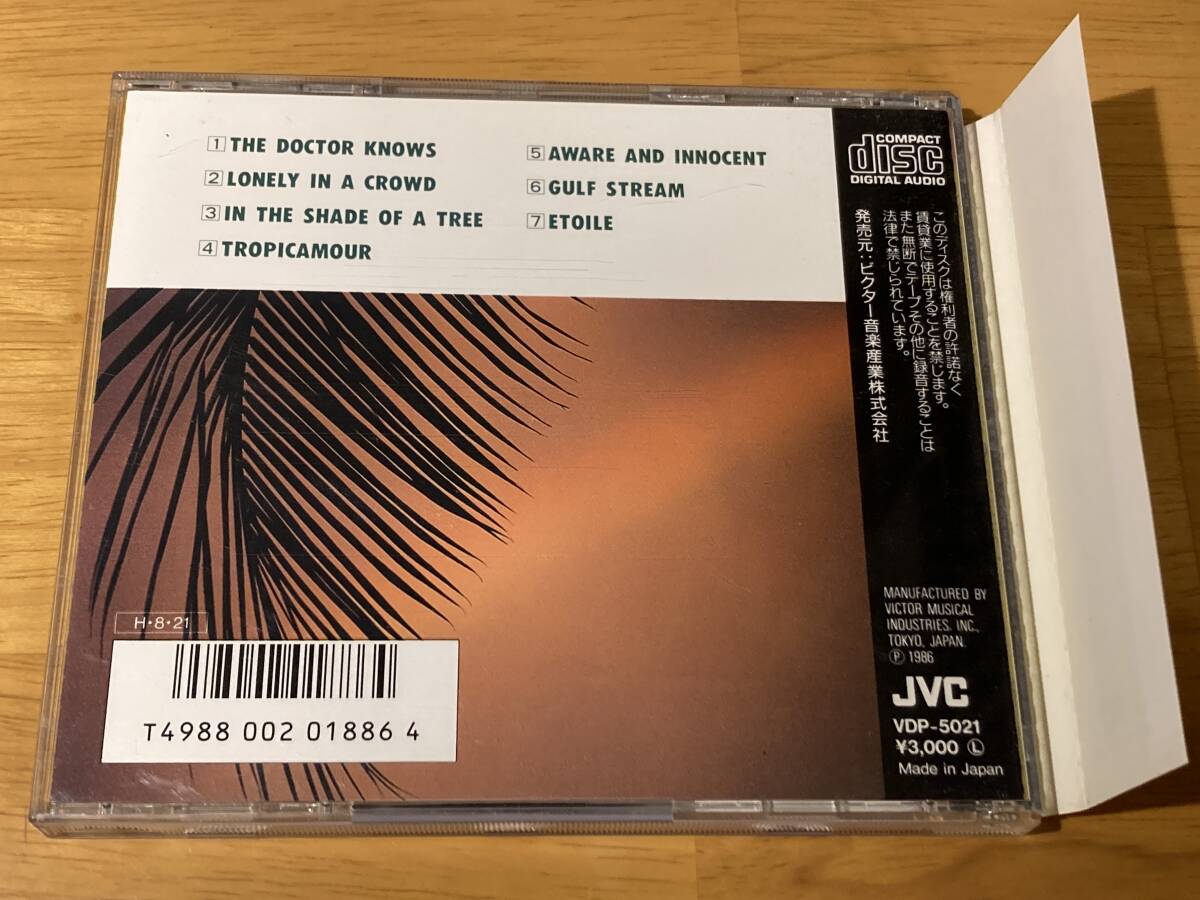 1 THE DOCTOR KNOWS
2 LONELY IN A CROWD
3 IN THE SHADE OF A TREE
4 TROPICAMOUR
5 AWARE AND INNOCENT
6 GULF STREAM
7 ETOILE
COMPACT
disc
DIGITAL AUDIO
このディスクは権利者の許諾なく
賃貸業に使用することを禁じます。
また無断でテープその他に録音することは
法律で禁じられています。
発売元:ビクター音楽産業株式会社
H・8・21
T4988 002 01886 4
MANUFACTURED BY
VICTOR MUSICAL
INDUSTRIES. INC.,
TOKYO, JAPAN.
Ⓟ 1986
JVC
VDP-5021
¥3,000 Ⓛ
Made in Japan